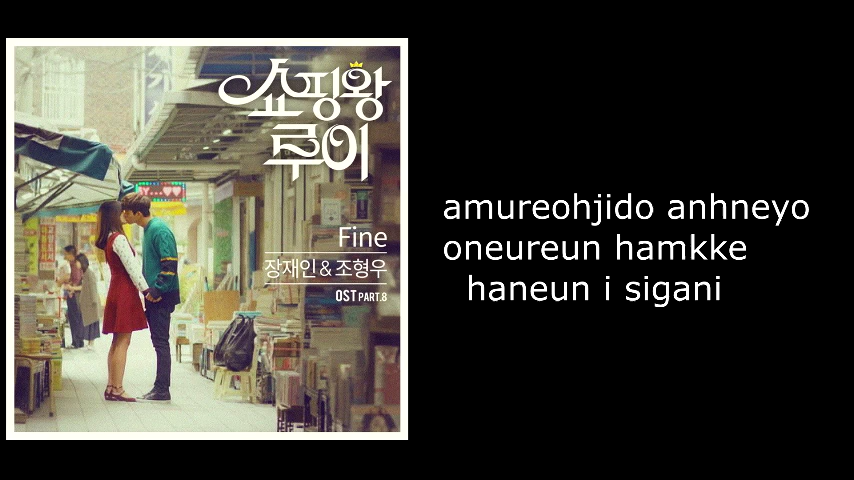 쇼핑왕
루이
Fine
장재인 & 조형우
OST PART.8
amureohjido anhneyo
oneureun hamkke
haneun i sigani